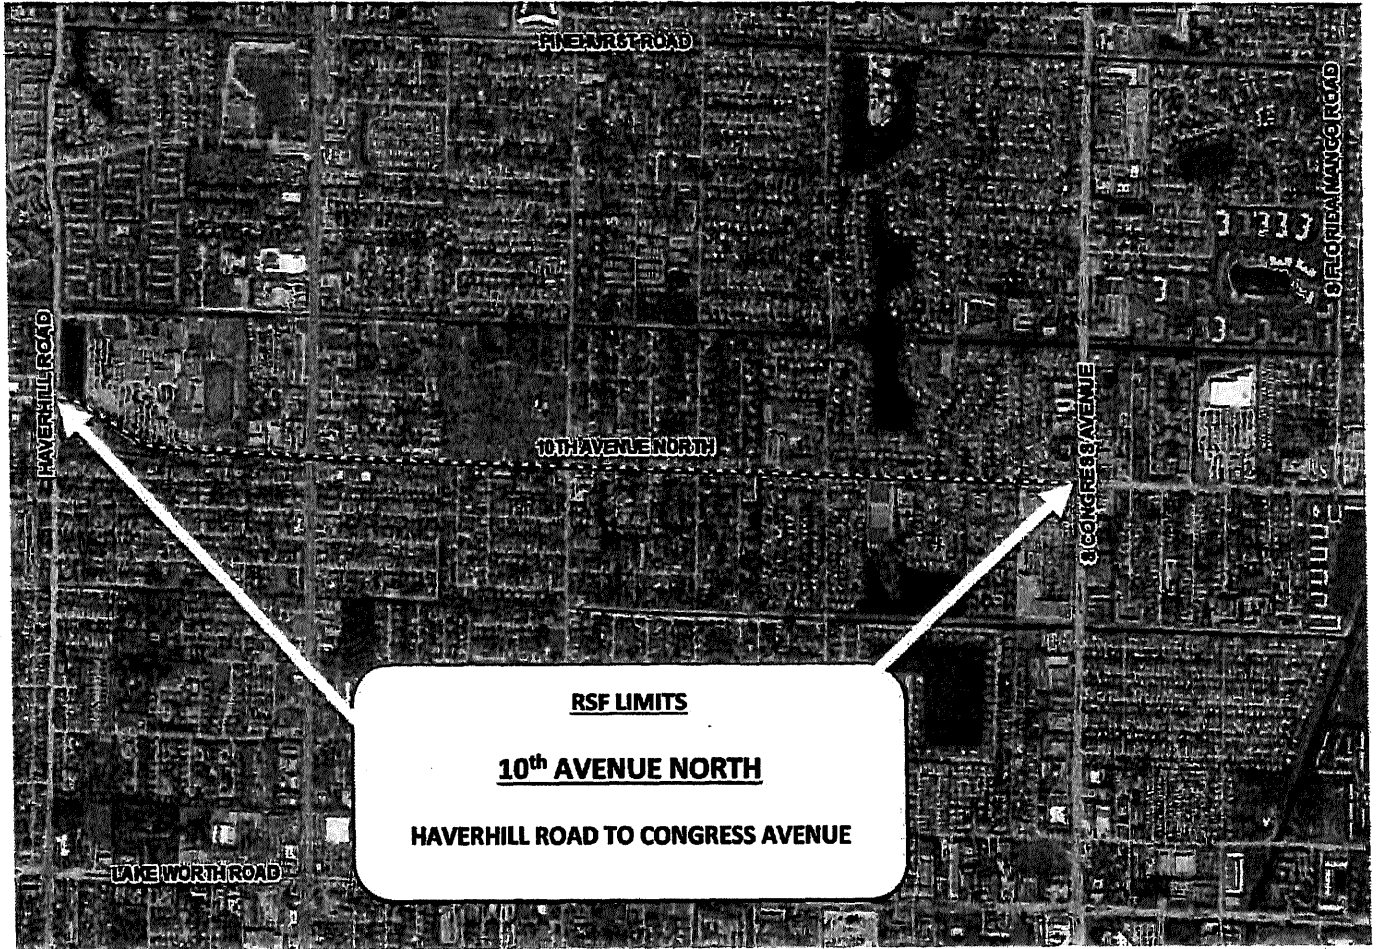 PINEHURST ROAD
S FLORIDA MANGO ROAD
HAVERHILL ROAD
10TH AVENUE NORTH
S CONGRESS AVENUE
RSF LIMITS
10th AVENUE NORTH
HAVERHILL ROAD TO CONGRESS AVENUE
LAKE WORTH ROAD